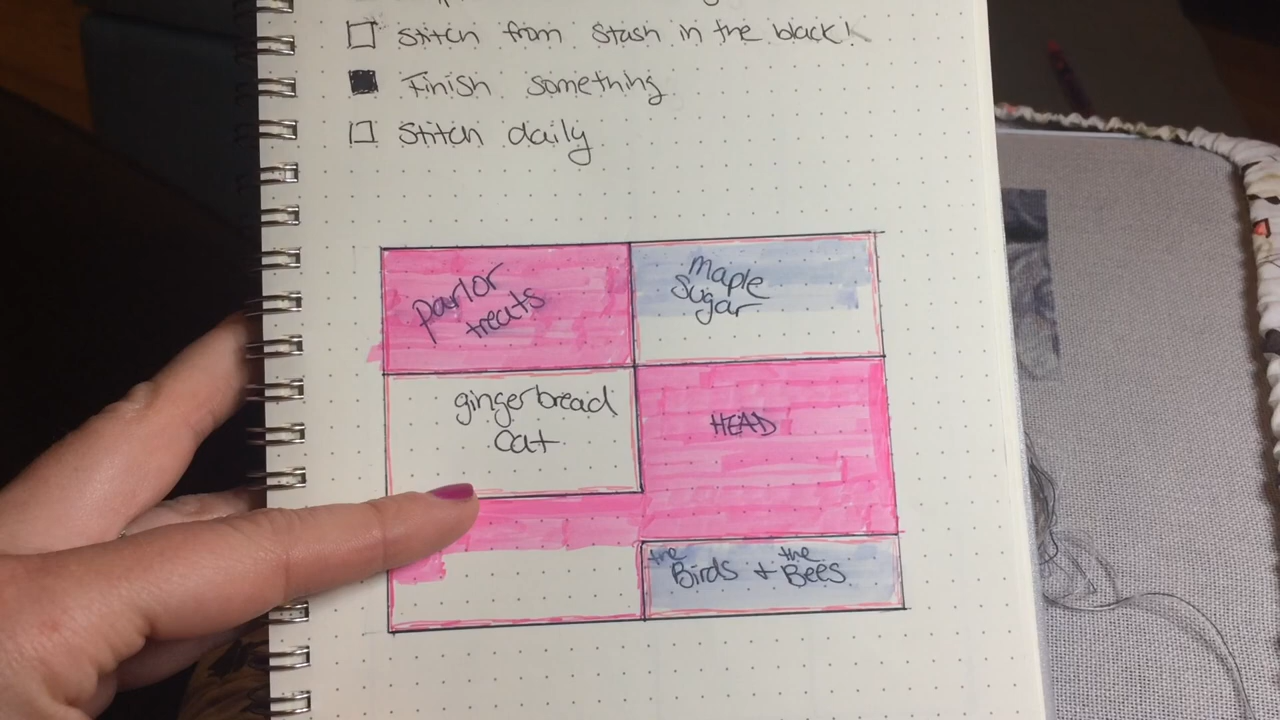 Stitch from Stash in the black!
Finish something
Stitch daily
parlor
treats
maple
sugar
gingerbread
cat
HEAD
the Birds + the Bees